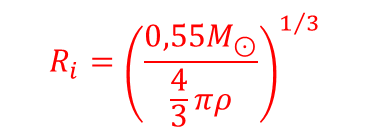 R_i = (0,55M_⊙ / (4/3 πρ))^{1/3}